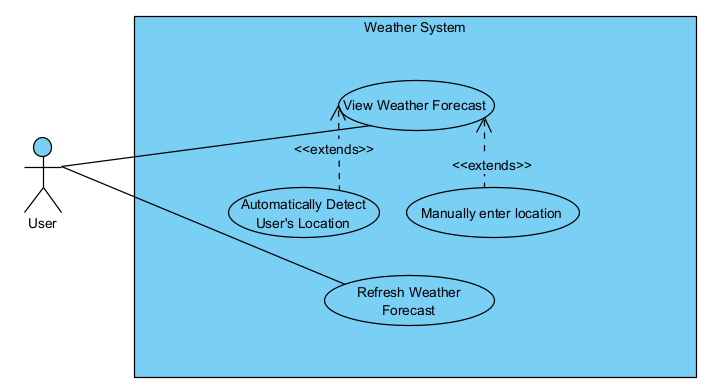 Weather System
View Weather Forecast
<<extends>>
<<extends>>
Automatically Detect
User's Location
Manually enter location
User
Refresh Weather
Forecast